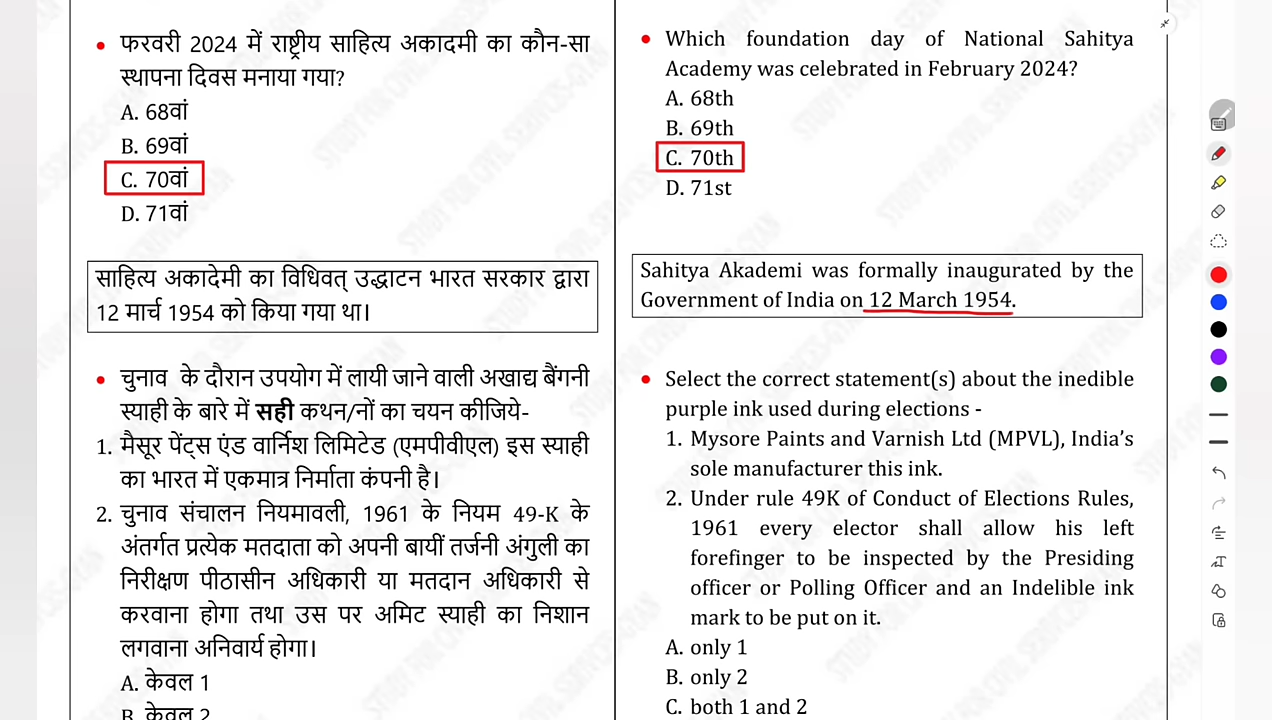 • फरवरी 2024 में राष्ट्रीय साहित्य अकादमी का कौन-सा
स्थापना दिवस मनाया गया?
A. 68वां
B. 69वां
C. 70वां
D. 71वां
साहित्य अकादेमी का विधिवत् उद्घाटन भारत सरकार द्वारा
12 मार्च 1954 को किया गया था।
• चुनाव के दौरान उपयोग में लायी जाने वाली अखाद्य बैंगनी
स्याही के बारे में सही कथन/नों का चयन कीजिये-
1. मैसूर पेंट्स एंड वार्निश लिमिटेड (एमपीवीएल) इस स्याही
का भारत में एकमात्र निर्माता कंपनी है।
2. चुनाव संचालन नियमावली, 1961 के नियम 49-K के
अंतर्गत प्रत्येक मतदाता को अपनी बायीं तर्जनी अंगुली का
निरीक्षण पीठासीन अधिकारी या मतदान अधिकारी से
करवाना होगा तथा उस पर अमिट स्याही का निशान
लगवाना अनिवार्य होगा।
A. केवल 1
B. केवल 2
• Which foundation day of National Sahitya
Academy was celebrated in February 2024?
A. 68th
B. 69th
C. 70th
D. 71st
Sahitya Akademi was formally inaugurated by the
Government of India on 12 March 1954.
• Select the correct statement(s) about the inedible
purple ink used during elections -
1. Mysore Paints and Varnish Ltd (MPVL), India's
sole manufacturer this ink.
2. Under rule 49K of Conduct of Elections Rules,
1961 every elector shall allow his left
forefinger to be inspected by the Presiding
officer or Polling Officer and an Indelible ink
mark to be put on it.
A. only 1
B. only 2
C. both 1 and 2